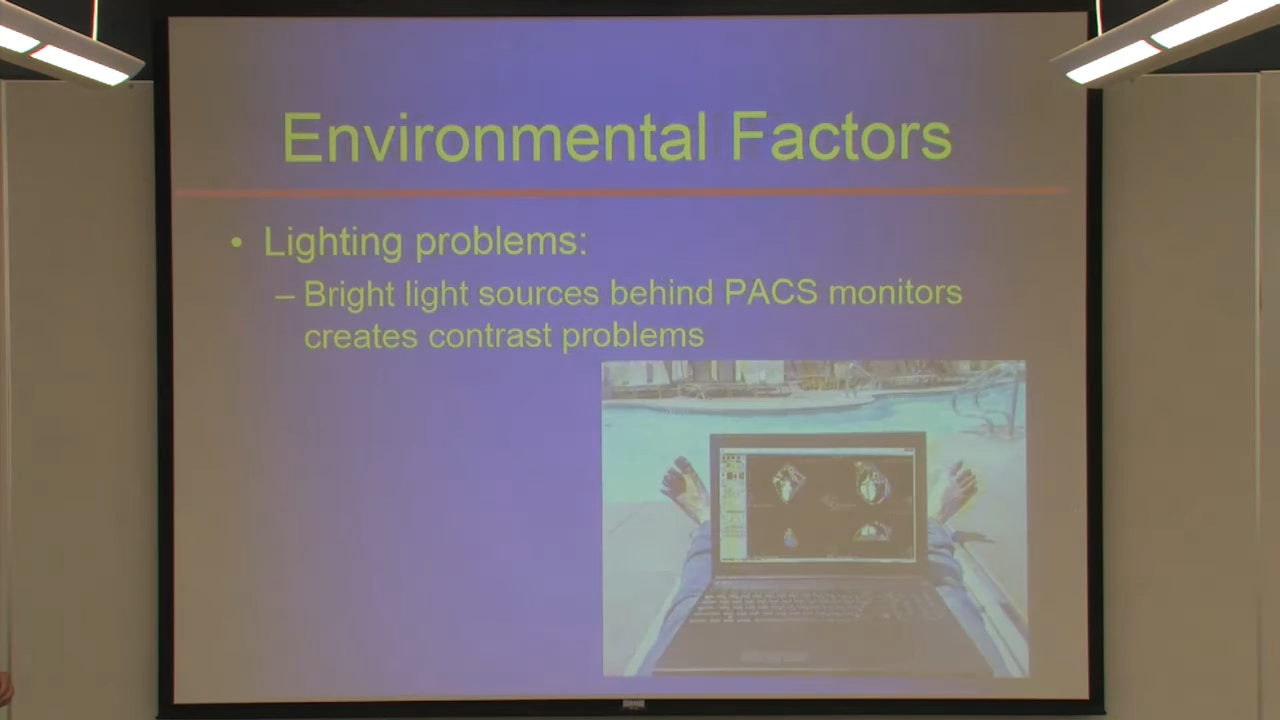 Environmental Factors
• Lighting problems:
– Bright light sources behind PACS monitors
creates contrast problems